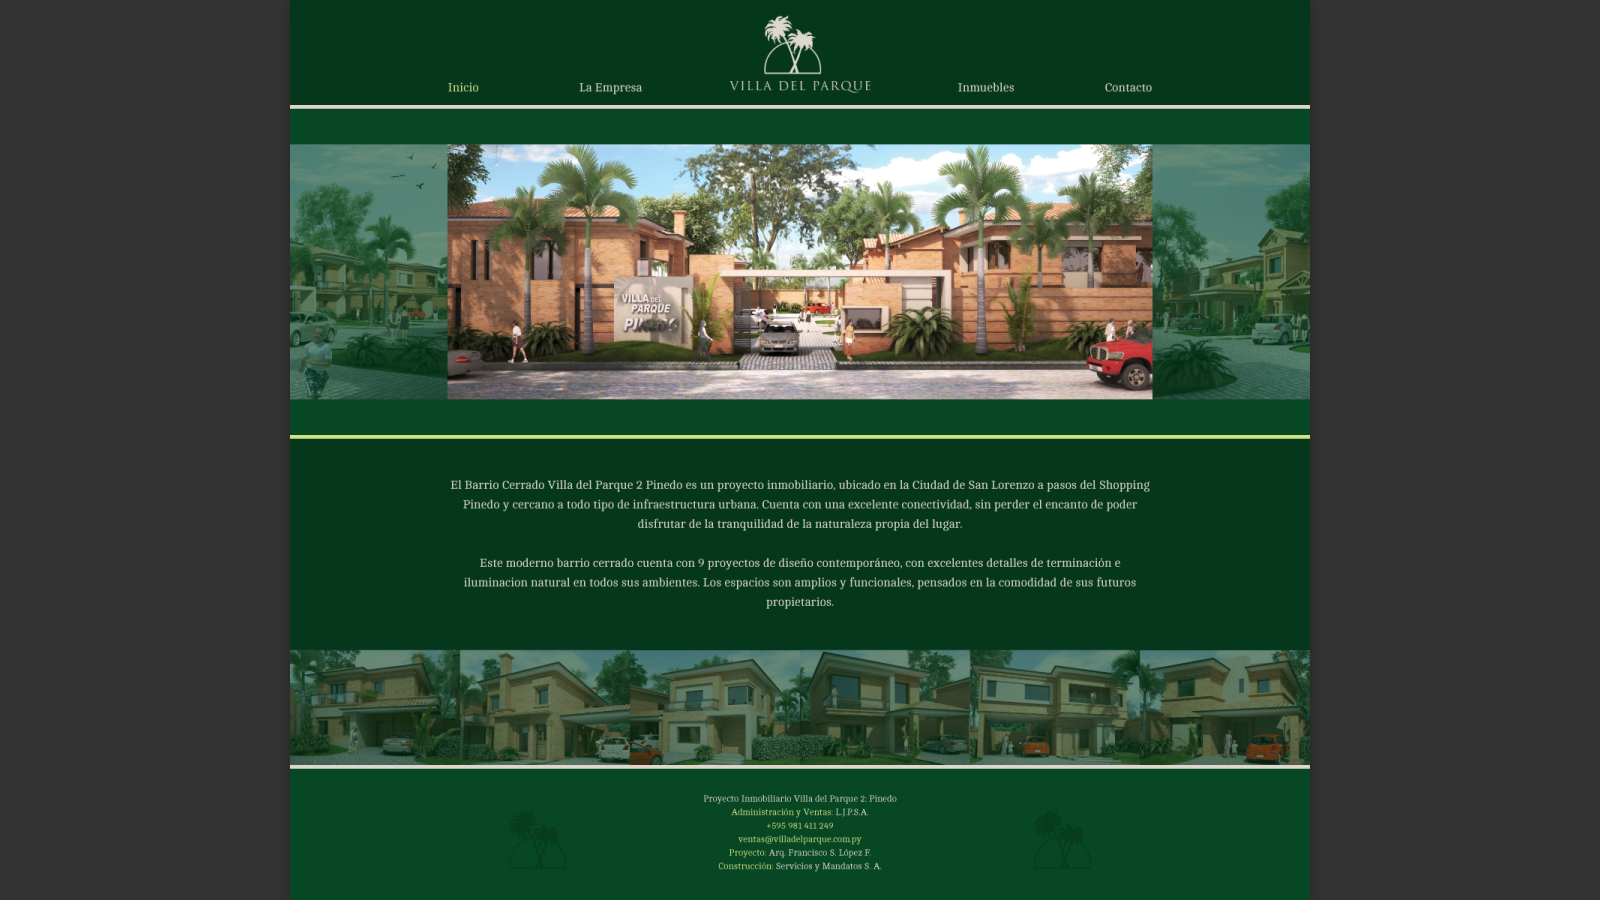 Inicio
La Empresa
VILLA DEL PARQUE
Inmuebles
Contacto
VILLA DEL
PARQUE
PINEDO
El Barrio Cerrado Villa del Parque 2 Pinedo es un proyecto inmobiliario, ubicado en la Ciudad de San Lorenzo a pasos del Shopping
Pinedo y cercano a todo tipo de infraestructura urbana. Cuenta con una excelente conectividad, sin perder el encanto de poder
disfrutar de la tranquilidad de la naturaleza propia del lugar.
Este moderno barrio cerrado cuenta con 9 proyectos de diseño contemporáneo, con excelentes detalles de terminación e
iluminacion natural en todos sus ambientes. Los espacios son amplios y funcionales, pensados en la comodidad de sus futuros
propietarios.
Proyecto Inmobiliario Villa del Parque 2: Pinedo
Administración y Ventas: L.J.P.S.A.
+595 981 411 249
ventas@villadelparque.com.py
Proyecto: Arq. Francisco S. López F.
Construcción: Servicios y Mandatos S. A.